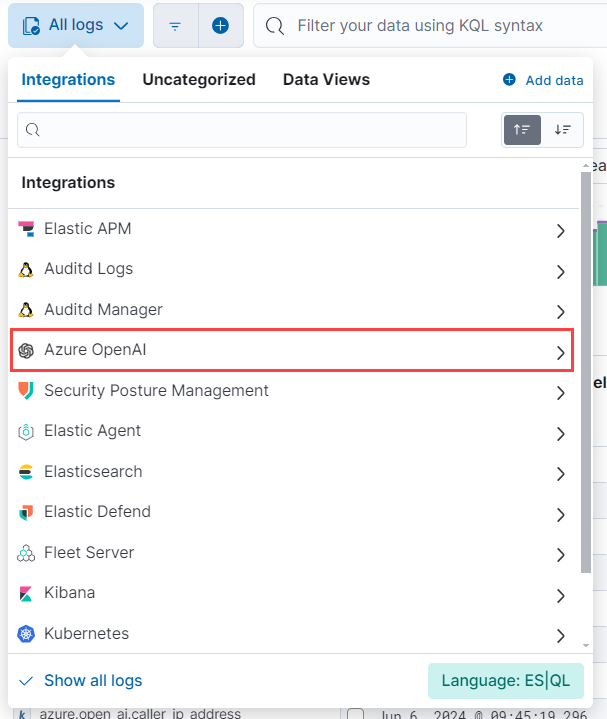 All logs
Filter your data using KQL syntax
Integrations Uncategorized Data Views Add data
Integrations
Elastic APM
Auditd Logs
Auditd Manager
Azure OpenAI
Security Posture Management
Elastic Agent
Elasticsearch
Elastic Defend
Fleet Server
Kibana
Kubernetes
Show all logs
Language: ES|QL
k azure.open_ai.caller_ip_address Jun 6, 2024 @ 09:45:19.296